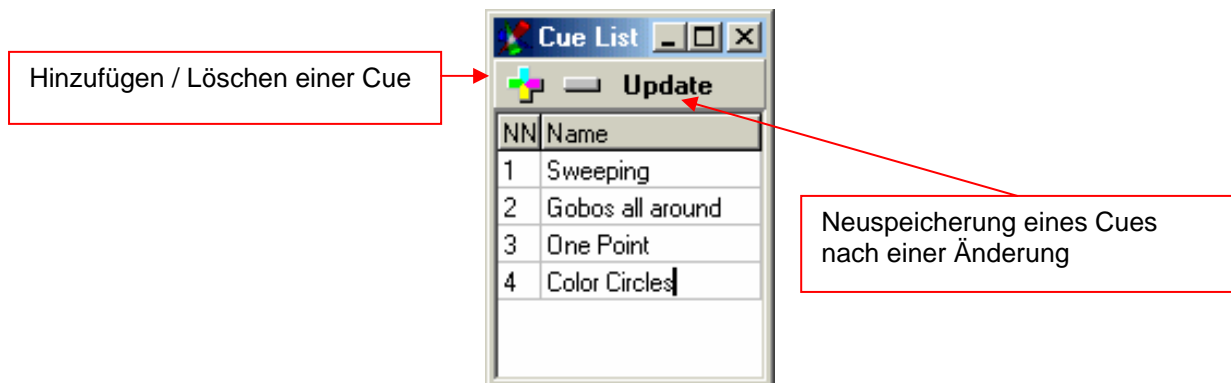 Cue List
Hinzufügen / Löschen einer Cue
Update
NN Name
1 Sweeping
2 Gobos all around
3 One Point
4 Color Circles
Neuspeicherung eines Cues
nach einer Änderung